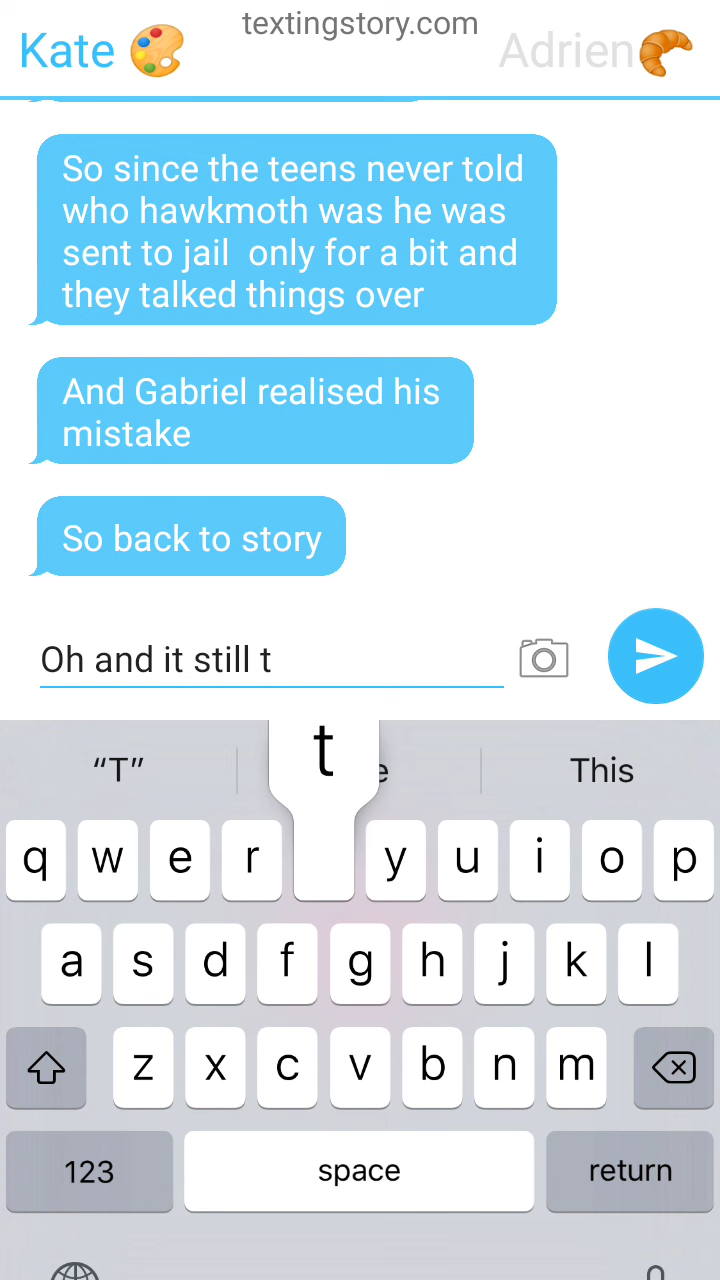 textingstory.com
Kate 🎨
Adrien🥐
So since the teens never told
who hawkmoth was he was
sent to jail  only for a bit and
they talked things over
And Gabriel realised his
mistake
So back to story
Oh and it still t
“T”
e
This
t
q w e r y u i o p
a s d f g h j k l
z x c v b n m
123
space
return